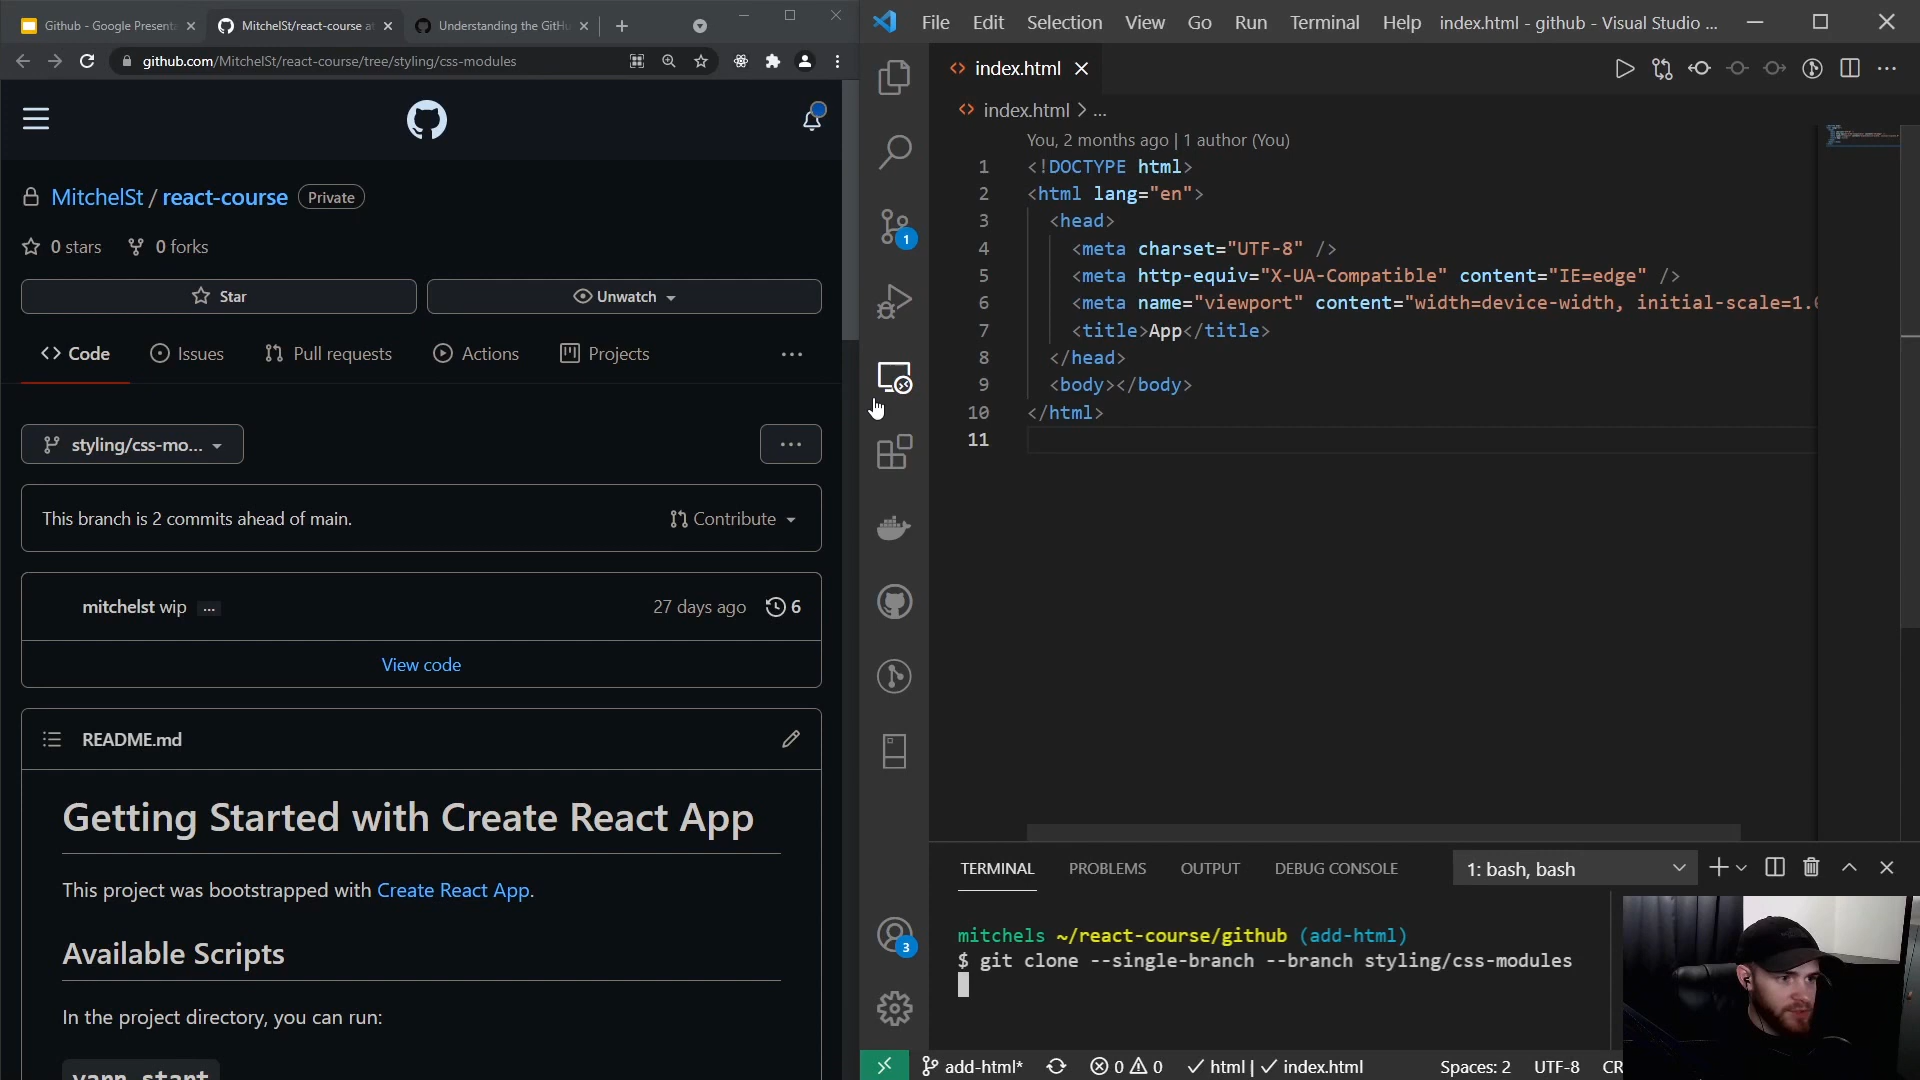 Github - Google Present
MitchelSt/react-course a
Understanding the GitHu
github.com/MitchelSt/react-course/tree/styling/css-modules
MitchelSt / react-course Private
0 stars 0 forks
Star Unwatch
Code Issues Pull requests Actions Projects
styling/css-mo...
This branch is 2 commits ahead of main. Contribute
mitchelst wip ... 27 days ago 6
View code
README.md
Getting Started with Create React App
This project was bootstrapped with Create React App.
Available Scripts
In the project directory, you can run:
yarn start
File Edit Selection View Go Run Terminal Help index.html - github - Visual Studio ...
index.html
index.html > ...
You, 2 months ago | 1 author (You)
1 <!DOCTYPE html>
2 <html lang="en">
3 <head>
4 <meta charset="UTF-8" />
5 <meta http-equiv="X-UA-Compatible" content="IE=edge" />
6 <meta name="viewport" content="width=device-width, initial-scale=1.0
7 <title>App</title>
8 </head>
9 <body></body>
10 </html>
11
1
3
TERMINAL PROBLEMS OUTPUT DEBUG CONSOLE 1: bash, bash
mitchels ~/react-course/github (add-html)
$ git clone --single-branch --branch styling/css-modules
add-html* 0 0 html | index.html Spaces: 2 UTF-8 CR